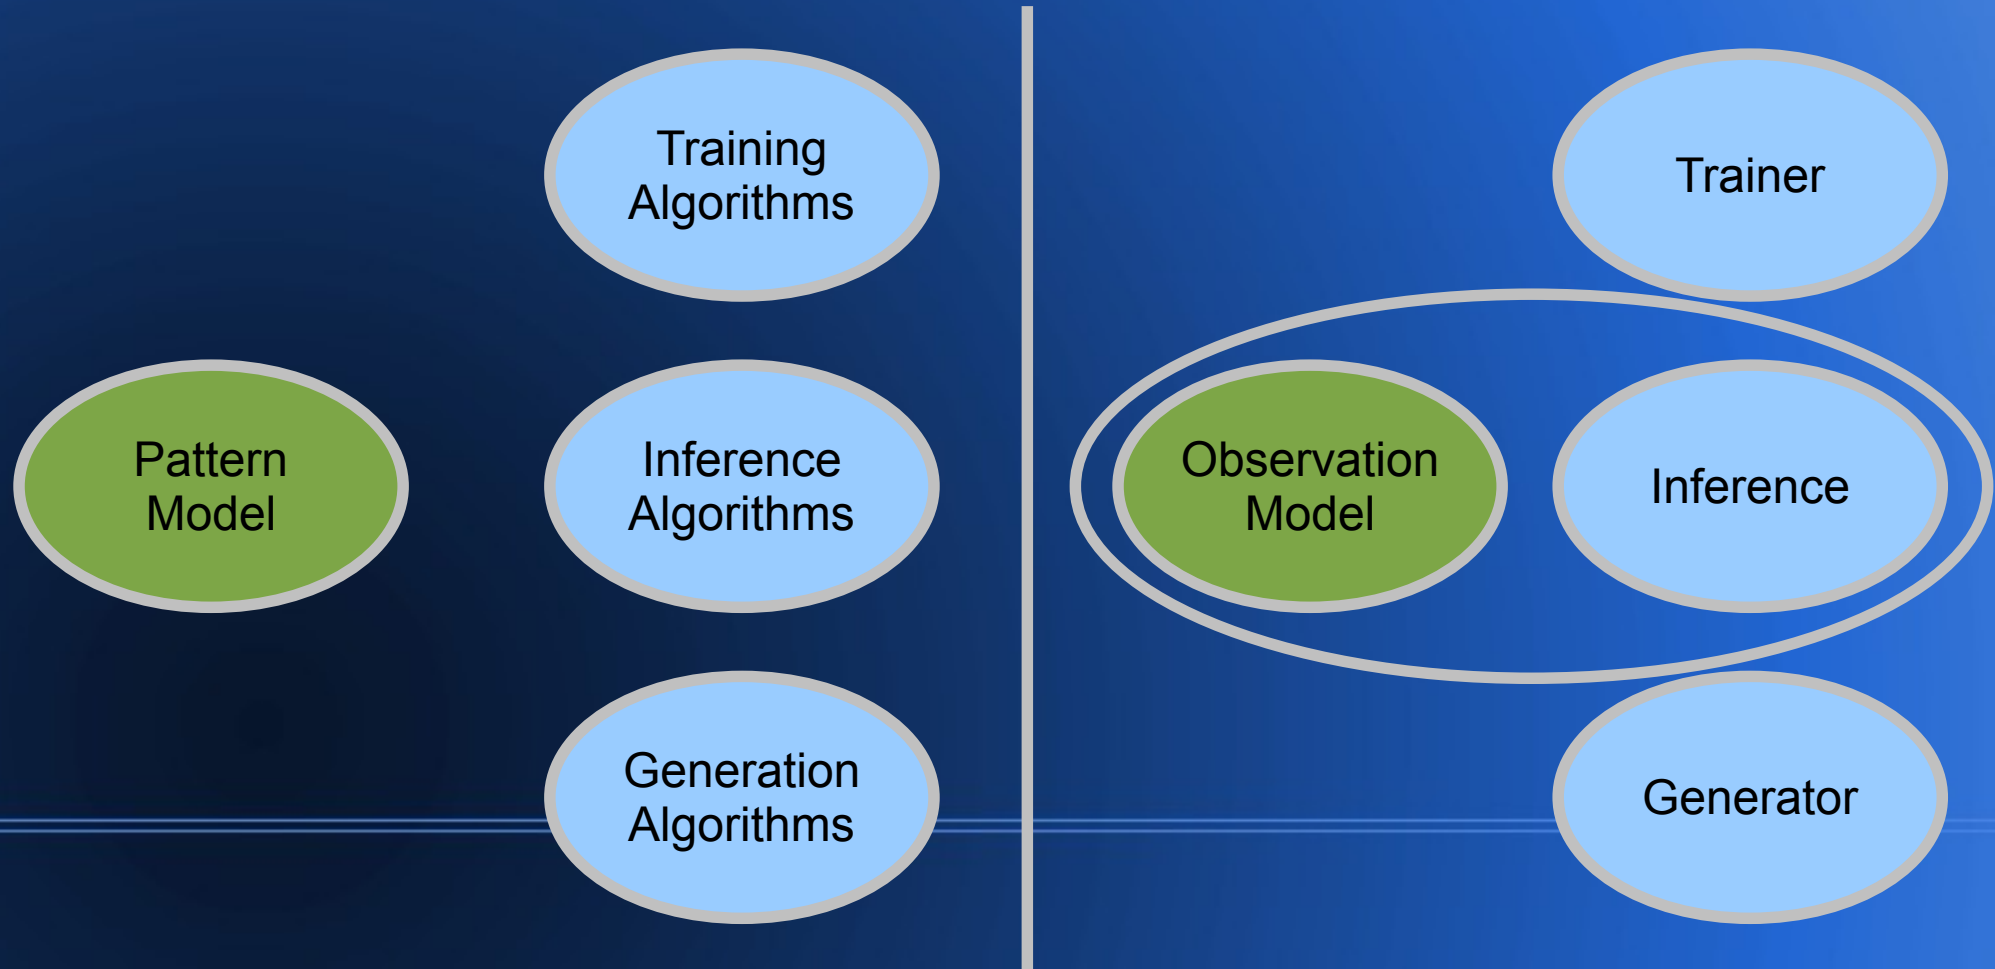 Training
Algorithms
Pattern
Model
Inference
Algorithms
Generation
Algorithms
Trainer
Observation
Model
Inference
Generator